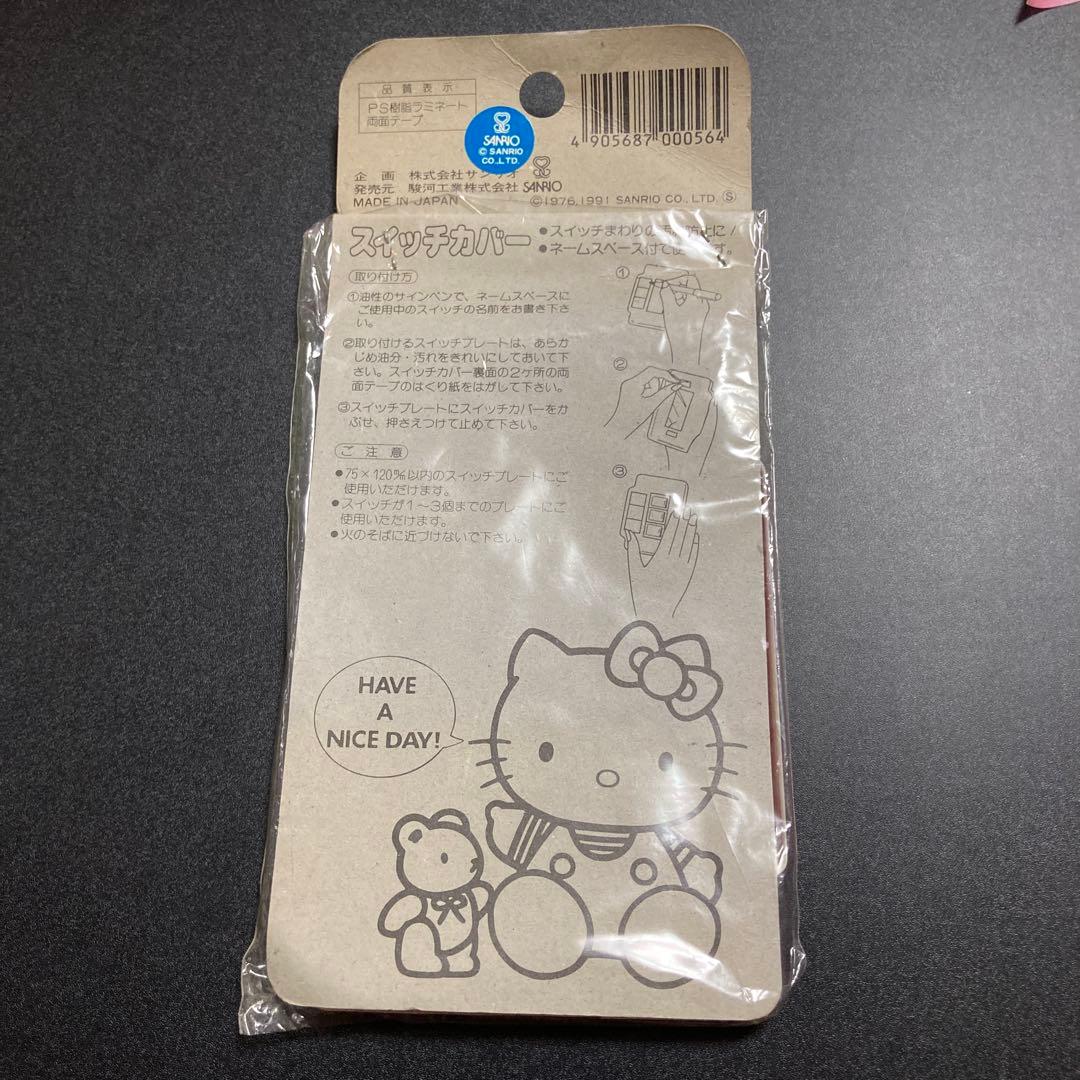 品質表示
PS樹脂ラミネート
両面テープ
SANRIO
© SANRIO
CO.,LTD.
4 905687 000564
企画 株式会社サンリオ
発売元 駿河工業株式会社 SANRIO
MADE IN JAPAN ©1976,1991 SANRIO CO., LTD. Ⓢ
スイッチカバー
●スイッチまわりの汚れ防止に!
●ネームスペース付で使 ます。
取り付け方
①油性のサインペンで、ネームスペースに
ご使用中のスイッチの名前をお書き下さ
い。
②取り付けるスイッチプレートは、あらか
じめ油分・汚れをきれいにしておいて下
さい。スイッチカバー裏面の2ヶ所の両
面テープのはくり紙をはがして下さい。
③スイッチプレートにスイッチカバーをか
ぶせ、押さえつけて止めて下さい。
①
②
③
ご注意
●75×120㎜以内のスイッチプレートにご
使用いただけます。
●スイッチが1〜3個までのプレートにご
使用いただけます。
●火のそばに近づけないで下さい。
HAVE
A
NICE DAY!